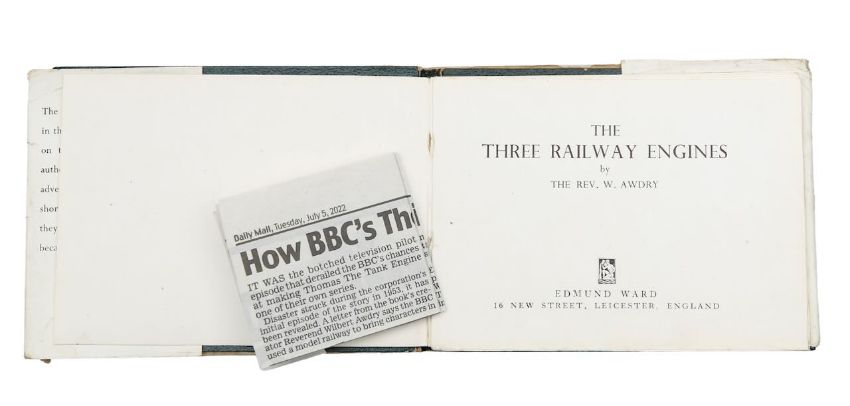 The
in th
on t
auth
adve
shor
they
beca
Daily Mail, Tuesday, July 5, 2022
How BBC's Th
IT WAS the botched television pilot
episode that derailed the BBC's chances
at making Thomas The Tank Engine
one of their own series.
Disaster struck during the corporation's
initial episode of the story in 1953, it has
been revealed. A letter from the book's cre-
ator Reverend Wilbert Awdry says the BBC
used a model railway to bring characters in
THE
THREE RAILWAY ENGINES
by
THE REV. W. AWDRY
EDMUND WARD
16 NEW STREET, LEICESTER, ENGLAND